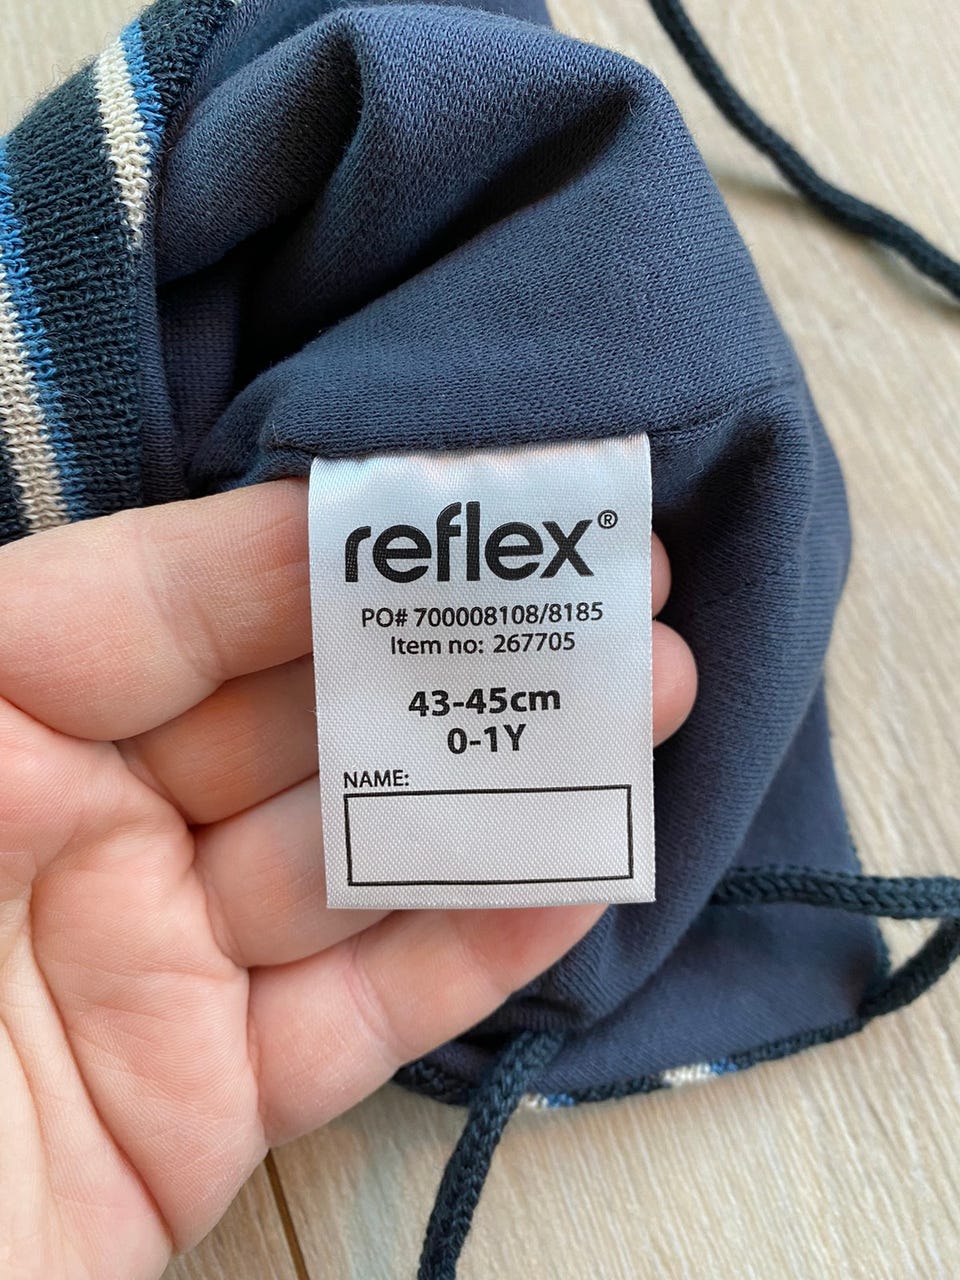 reflex®
PO# 700008108/8185
Item no: 267705
43-45cm
0-1Y
NAME: